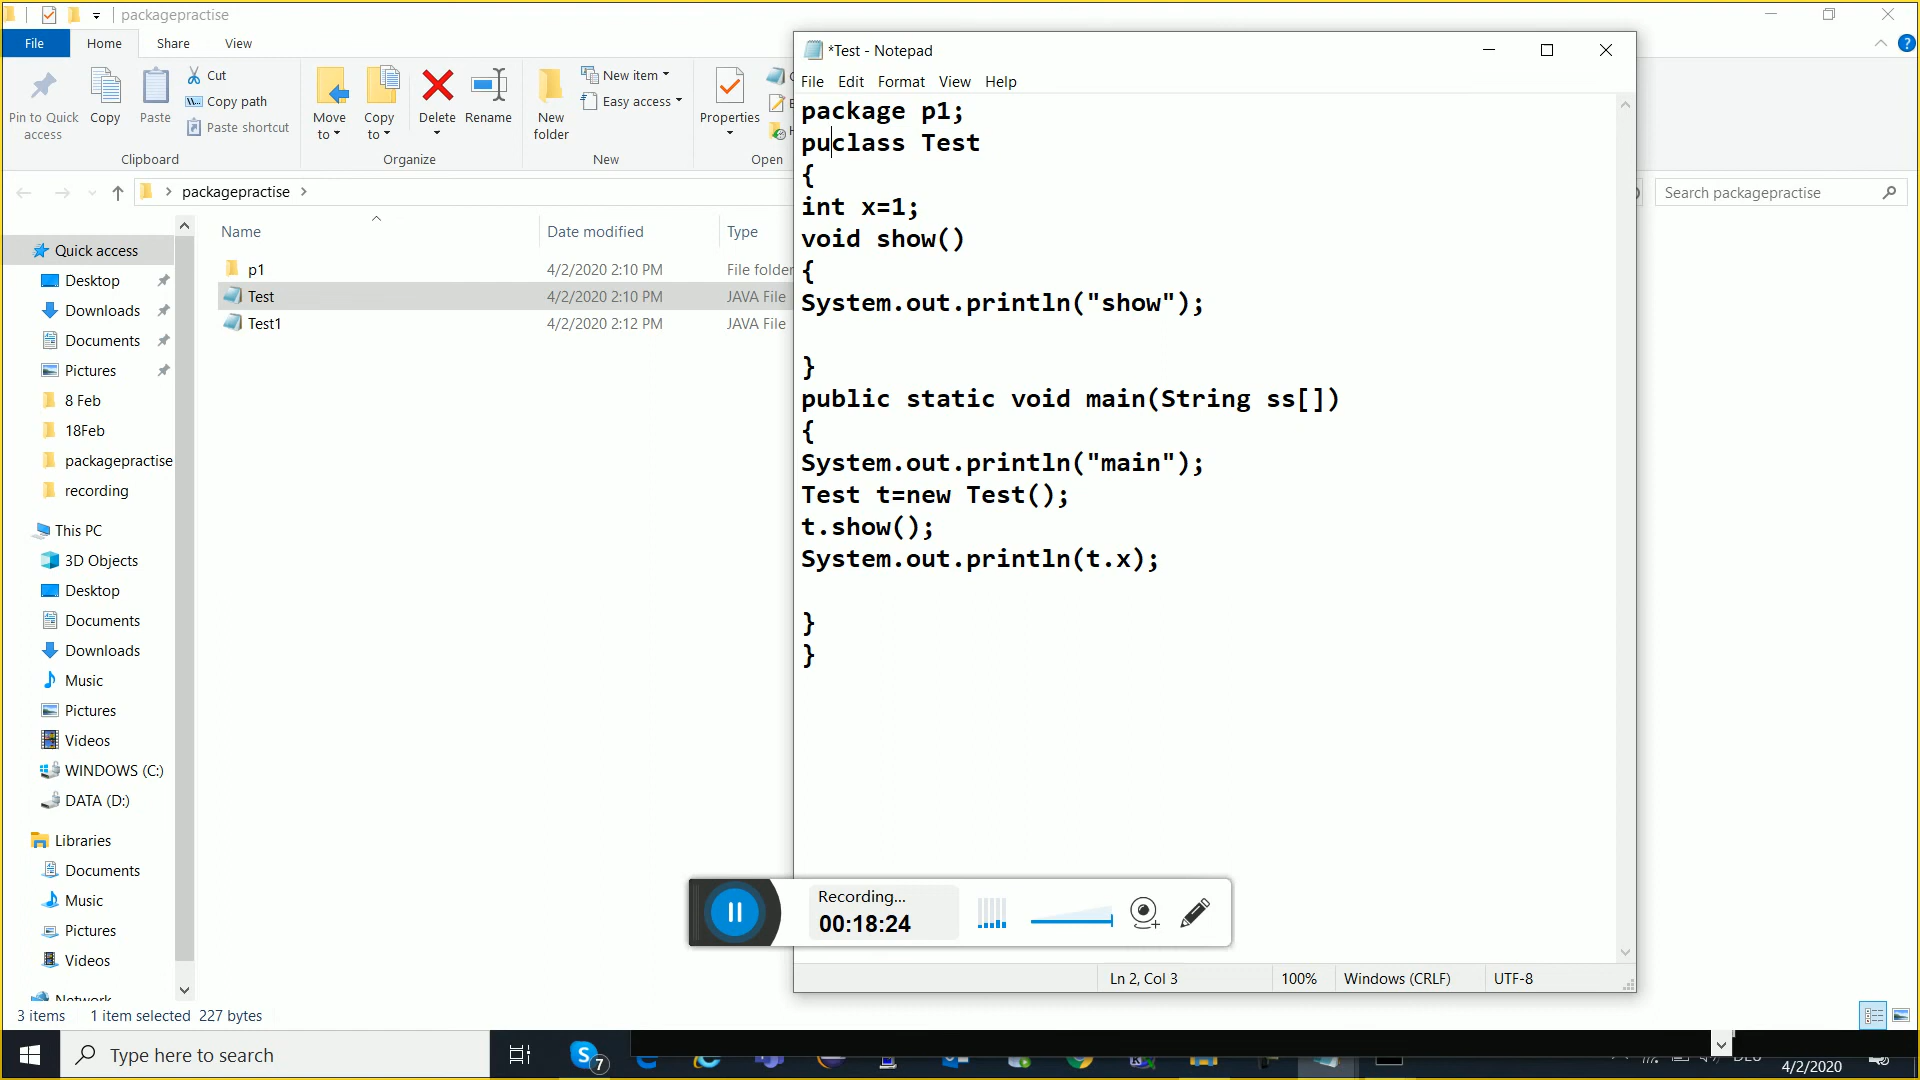 packagepractise
File Home Share View
Pin to Quick access
Copy
Paste
Cut
Copy path
Paste shortcut
Clipboard
Move to
Copy to
Delete
Rename
Organize
New folder
New item
Easy access
New
Properties
Open
packagepractise
Search packagepractise
Name Date modified Type
p1 4/2/2020 2:10 PM File folder
Test 4/2/2020 2:10 PM JAVA File
Test1 4/2/2020 2:12 PM JAVA File
Quick access
Desktop
Downloads
Documents
Pictures
8 Feb
18Feb
packagepractise
recording
This PC
3D Objects
Desktop
Documents
Downloads
Music
Pictures
Videos
WINDOWS (C:)
DATA (D:)
Libraries
Documents
Music
Pictures
Videos
Network
3 items 1 item selected 227 bytes
*Test - Notepad
File Edit Format View Help
package p1;
puclass Test
{
int x=1;
void show()
{
System.out.println("show");
}
public static void main(String ss[])
{
System.out.println("main");
Test t=new Test();
t.show();
System.out.println(t.x);
}
}
Recording...
00:18:24
Ln 2, Col 3 100% Windows (CRLF) UTF-8
Type here to search
7
DEU
4/2/2020